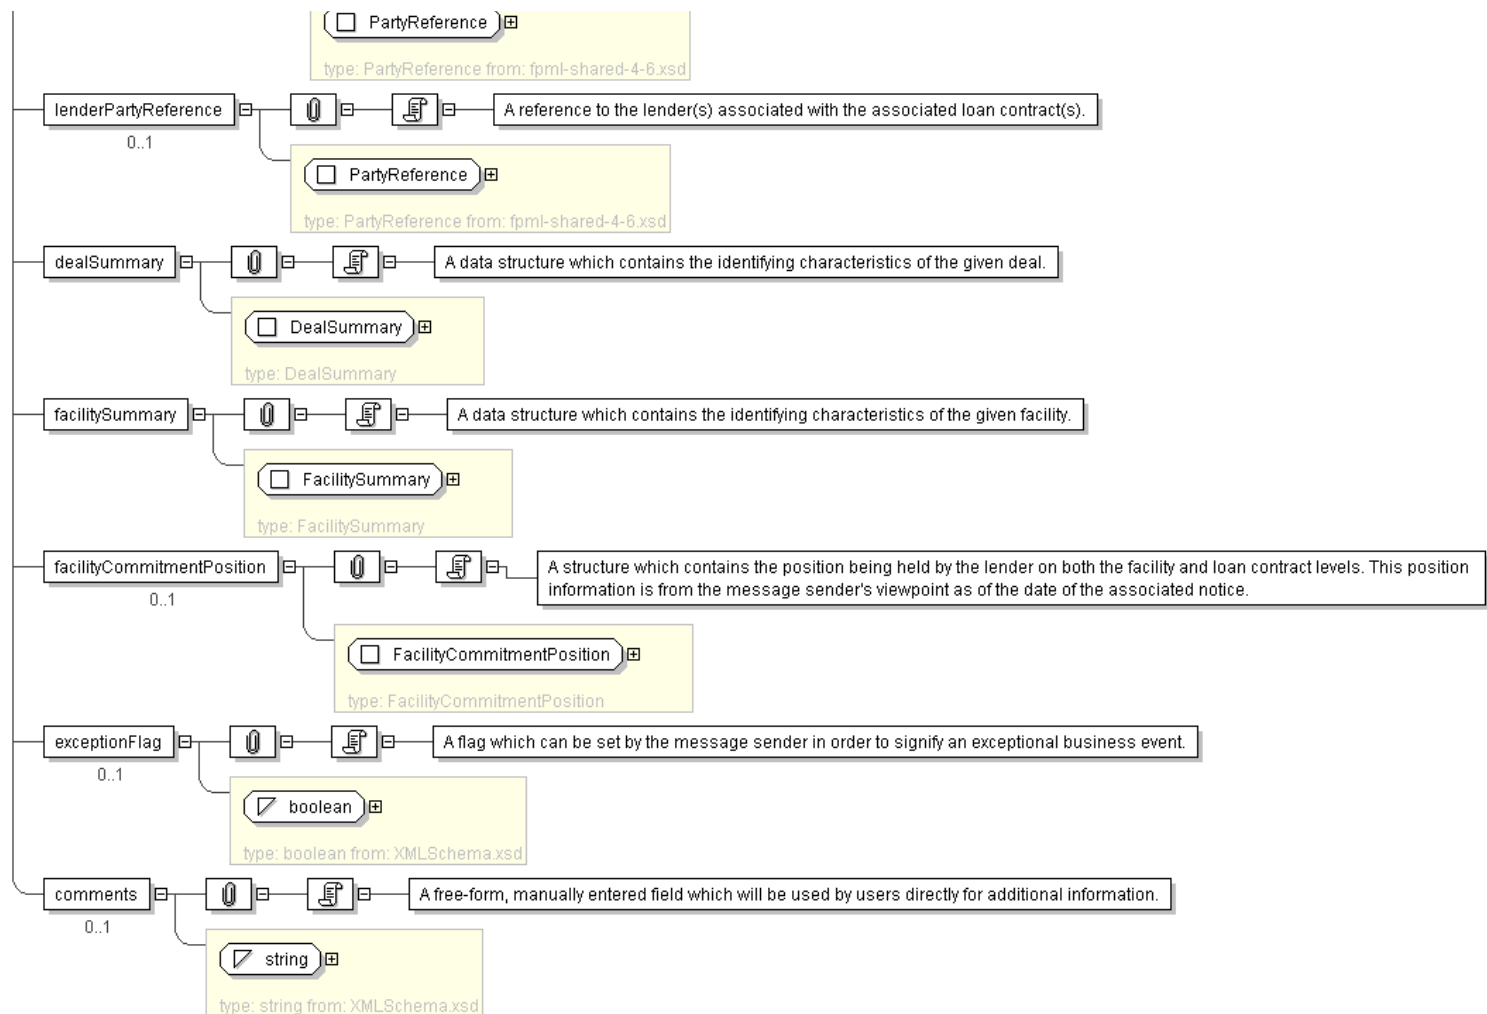 PartyReference
type: PartyReference from: fpml-shared-4-6.xsd
lenderPartyReference
A reference to the lender(s) associated with the associated loan contract(s).
0..1
PartyReference
type: PartyReference from: fpml-shared-4-6.xsd
dealSummary
A data structure which contains the identifying characteristics of the given deal.
DealSummary
type: DealSummary
facilitySummary
A data structure which contains the identifying characteristics of the given facility.
FacilitySummary
type: FacilitySummary
facilityCommitmentPosition
A structure which contains the position being held by the lender on both the facility and loan contract levels. This position
information is from the message sender's viewpoint as of the date of the associated notice.
0..1
FacilityCommitmentPosition
type: FacilityCommitmentPosition
exceptionFlag
A flag which can be set by the message sender in order to signify an exceptional business event.
0..1
boolean
type: boolean from: XMLSchema.xsd
comments
A free-form, manually entered field which will be used by users directly for additional information.
0..1
string
type: string from: XMLSchema.xsd